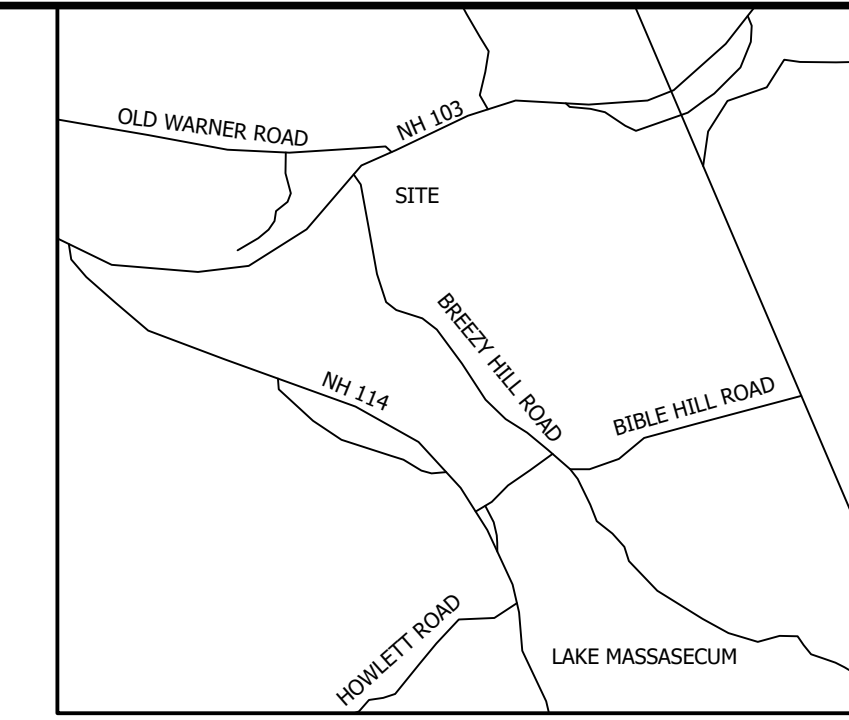 OLD WARNER ROAD
NH 103
SITE
BREEZY HILL ROAD
NH 114
BIBLE HILL ROAD
HOWLETT ROAD
LAKE MASSASECUM